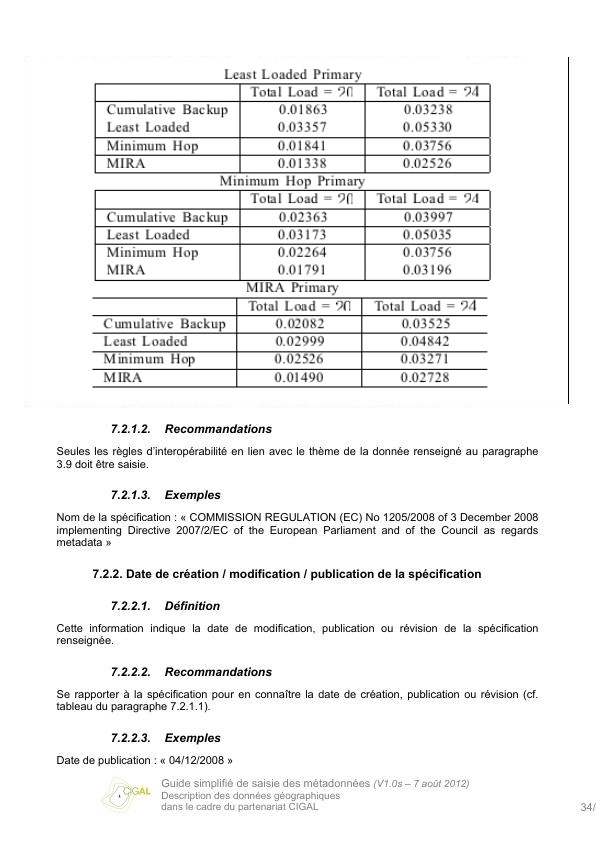 Least Loaded Primary
Total Load = 20 Total Load = 24
Cumulative Backup 0.01863 0.03238
Least Loaded 0.03357 0.05330
Minimum Hop 0.01841 0.03756
MIRA 0.01338 0.02526
Minimum Hop Primary
Total Load = 20 Total Load = 24
Cumulative Backup 0.02363 0.03997
Least Loaded 0.03173 0.05035
Minimum Hop 0.02264 0.03756
MIRA 0.01791 0.03196
MIRA Primary
Total Load = 20 Total Load = 24
Cumulative Backup 0.02082 0.03525
Least Loaded 0.02999 0.04842
Minimum Hop 0.02526 0.03271
MIRA 0.01490 0.02728
7.2.1.2. Recommandations
Seules les règles d'interopérabilité en lien avec le thème de la donnée renseigné au paragraphe
3.9 doit être saisie.
7.2.1.3. Exemples
Nom de la spécification : « COMMISSION REGULATION (EC) No 1205/2008 of 3 December 2008
implementing Directive 2007/2/EC of the European Parliament and of the Council as regards
metadata »
7.2.2. Date de création / modification / publication de la spécification
7.2.2.1. Définition
Cette information indique la date de modification, publication ou révision de la spécification
renseignée.
7.2.2.2. Recommandations
Se rapporter à la spécification pour en connaître la date de création, publication ou révision (cf.
tableau du paragraphe 7.2.1.1).
7.2.2.3. Exemples
Date de publication : « 04/12/2008 »
CIGAL
Guide simplifié de saisie des métadonnées (V1.0s – 7 août 2012)
Description des données géographiques
dans le cadre du partenariat CIGAL
34/